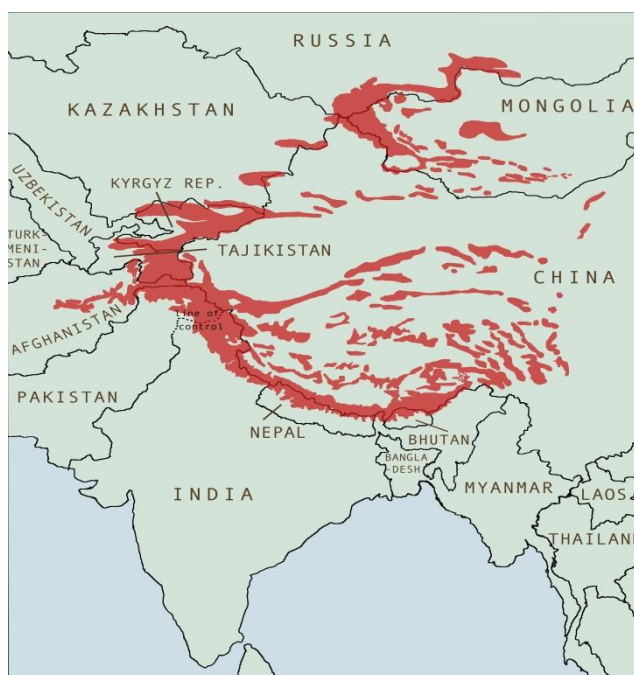 RUSSIA
KAZAKHSTAN
MONGOLIA
UZBEKISTAN
KYRGYZ REP.
TURK-
MENI-
STAN
TAJIKISTAN
CHINA
AFGHANISTAN
line of
control
PAKISTAN
NEPAL
BHUTAN
BANGLA
DESH
INDIA
MYANMAR
LAOS
THAILAND